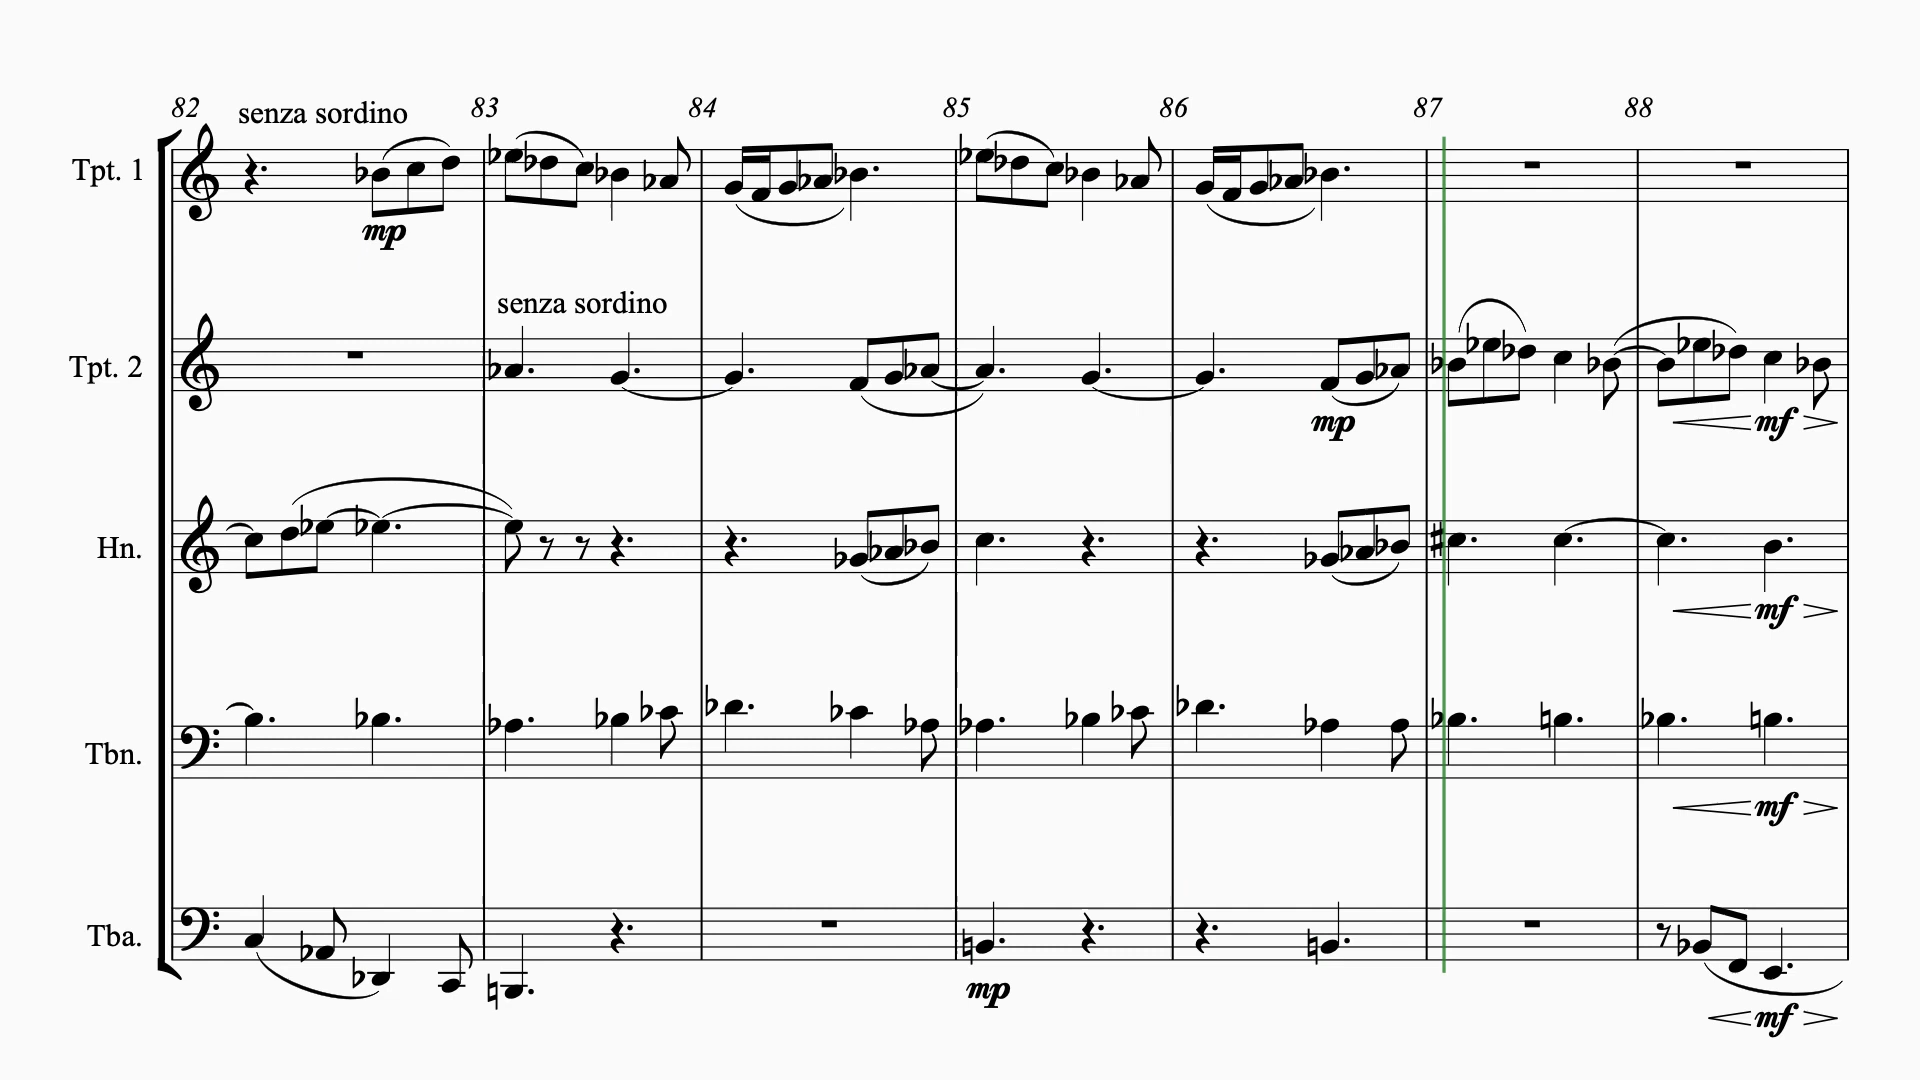 82 83 84 85 86 87 88
senza sordino
Tpt. 1
mp
senza sordino
Tpt. 2
mp mf
Hn.
mf
Tbn.
mf
Tba.
mp mf